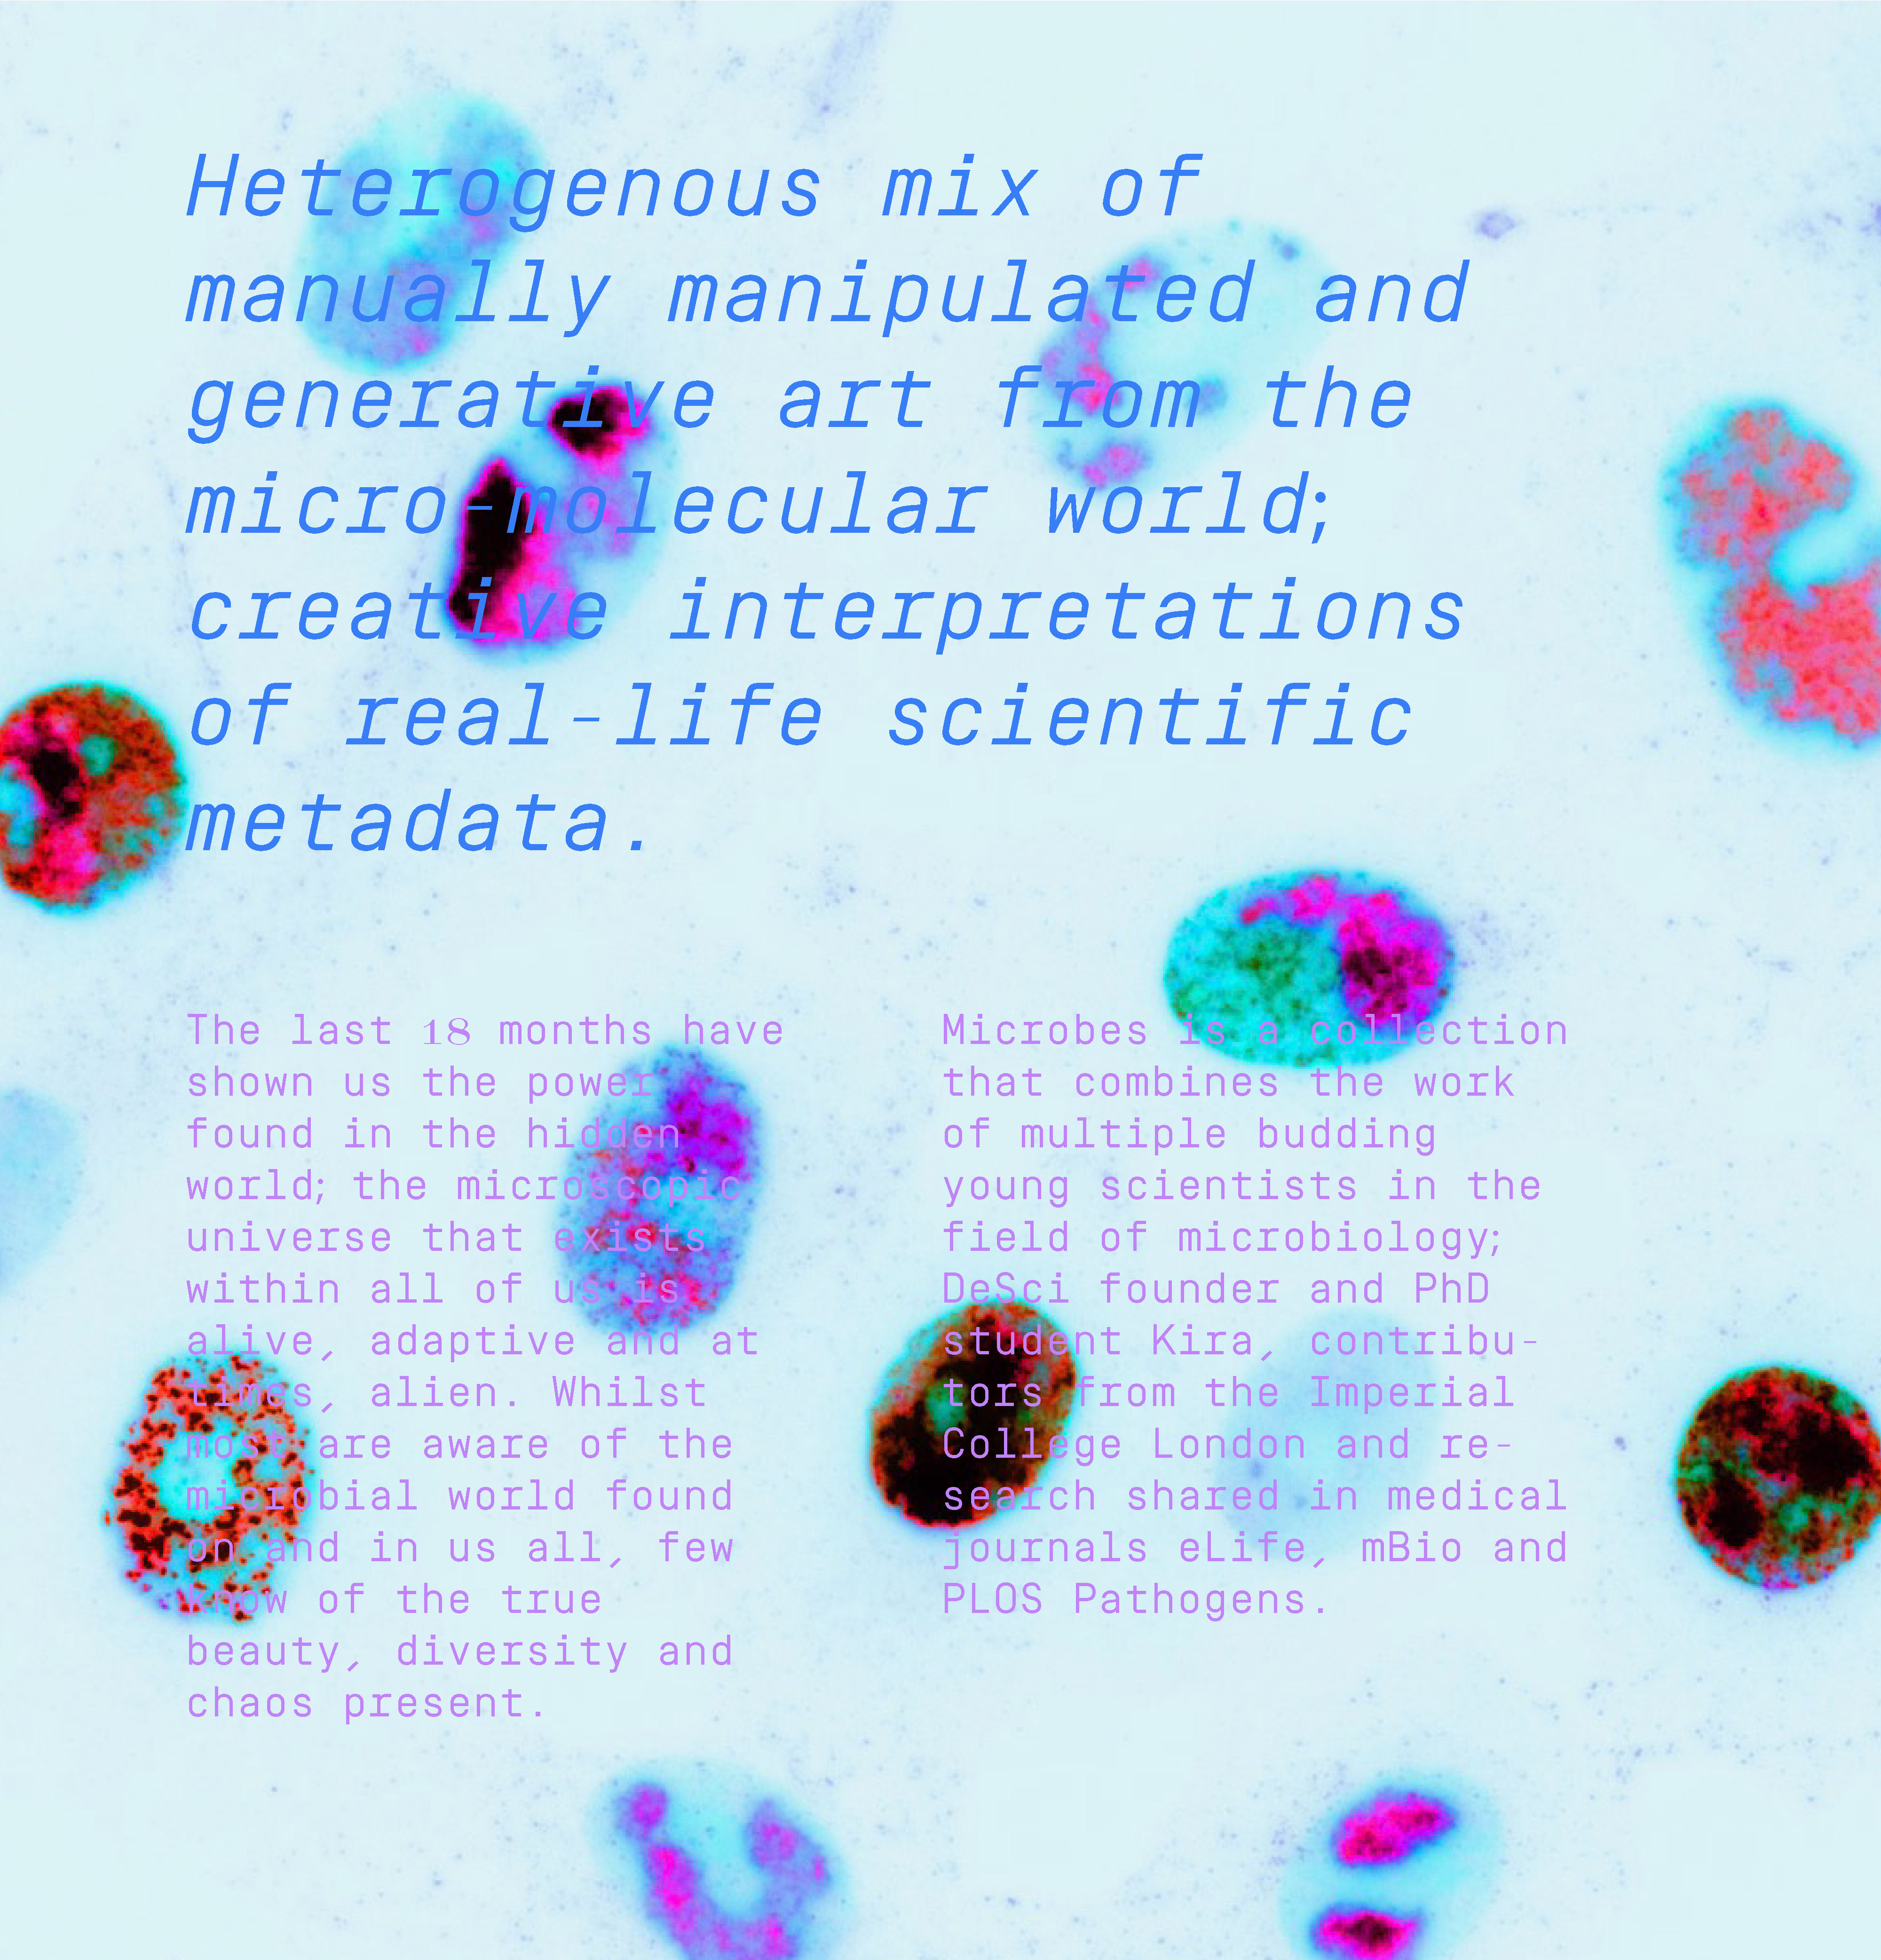 Heterogenous mix of
manually manipulated and
generative art from the
micro-molecular world;
creative interpretations
of real-life scientific
metadata.
The last 18 months have
shown us the power
found in the hidden
world; the microscopic
universe that exists
within all of us is
alive, adaptive and at
times, alien. Whilst
most are aware of the
microbial world found
on and in us all, few
know of the true
beauty, diversity and
chaos present.
Microbes is a collection
that combines the work
of multiple budding
young scientists in the
field of microbiology;
DeSci founder and PhD
student Kira, contribu-
tors from the Imperial
College London and re-
search shared in medical
journals eLife, mBio and
PLOS Pathogens.